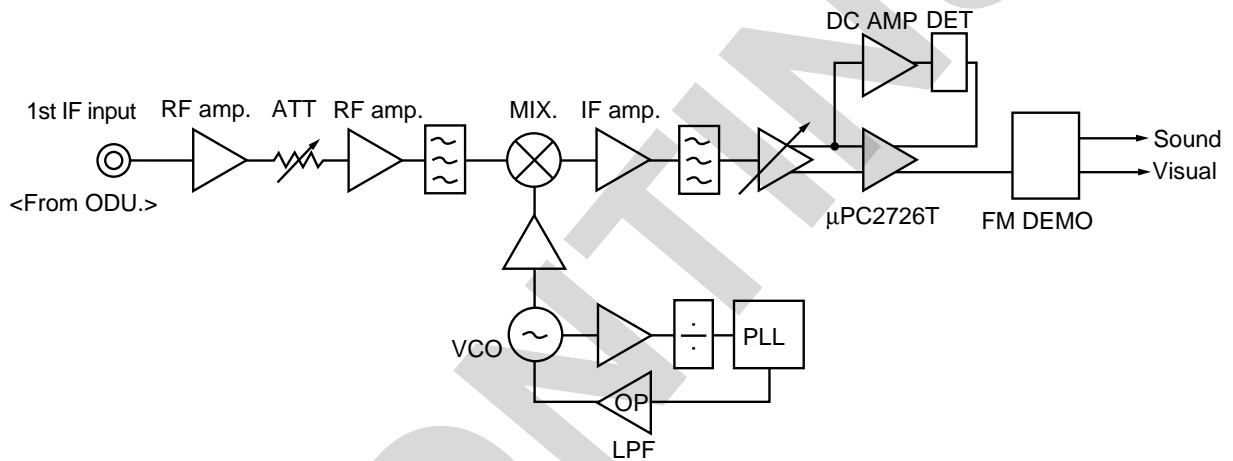 DC AMP DET
1st IF input
RF amp.
ATT
RF amp.
MIX.
IF amp.
Sound
Visual
<From ODU.>
µPC2726T
FM DEMO
VCO
PLL
OP
LPF